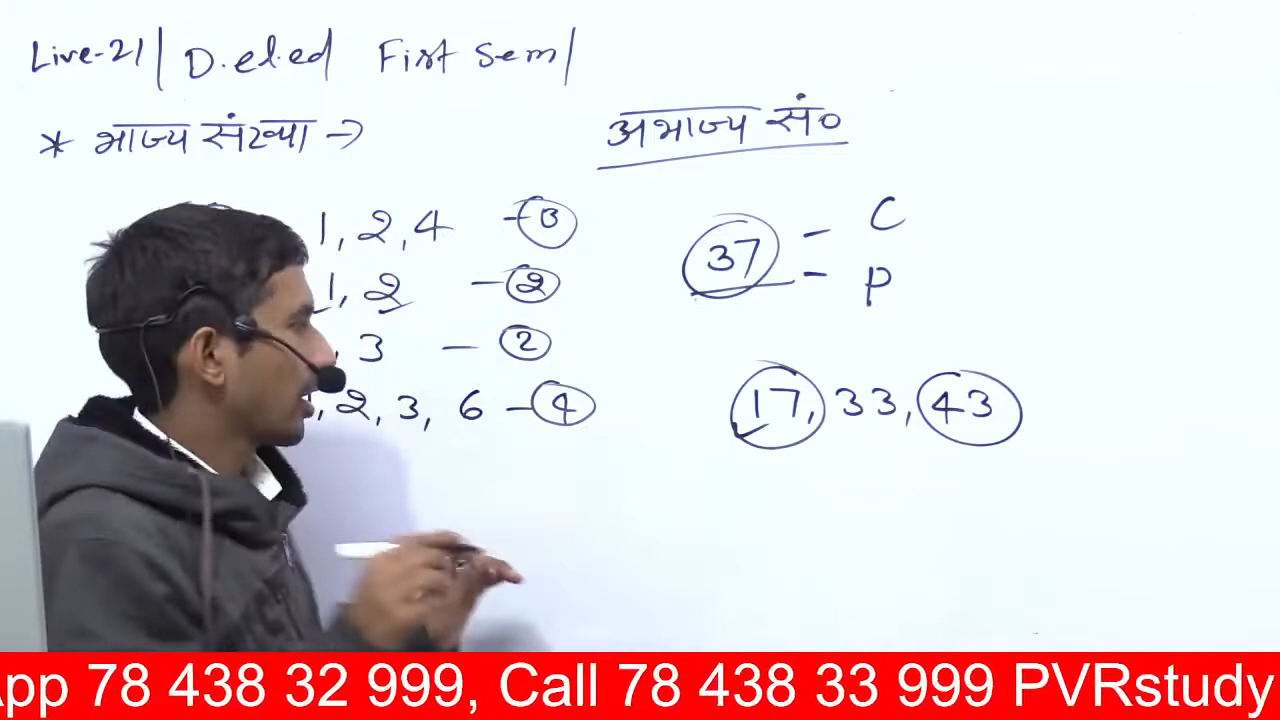 Live-21 | D.el.ed First Sem |
* भाज्य संख्या →
अभाज्य सं०
1, 2, 4 - 3
1, 2 - 2
, 3 - 2
, 2, 3, 6 - 4
37 - C
- P
17, 33, 43
App 78 438 32 999, Call 78 438 33 999 PVRstudy